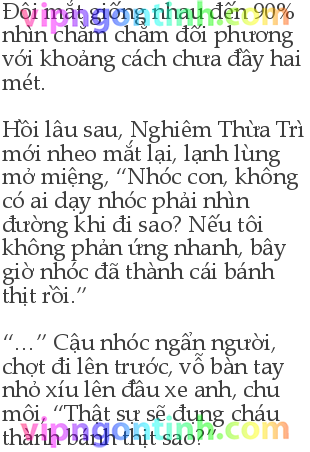 Đôi mắt giống nhau đến 90%
nhìn chằm chằm đối phương
với khoảng cách chưa đầy hai
mét.
Hồi lâu sau, Nghiêm Thừa Trì
mới nheo mắt lại, lạnh lùng
mở miệng, “Nhóc con, không
có ai dạy nhóc phải nhìn
đường khi đi sao? Nếu tôi
không phản ứng nhanh, bây
giờ nhóc đã thành cái bánh
thịt rồi.”
“...” Cậu nhóc ngẩn người,
chợt đi lên trước, vỗ bàn tay
nhỏ xíu lên đầu xe anh, chu
môi, “Thật sự sẽ đụng cháu
thành bánh thịt sao?”
vipngontinh.com
vipngontinh.com